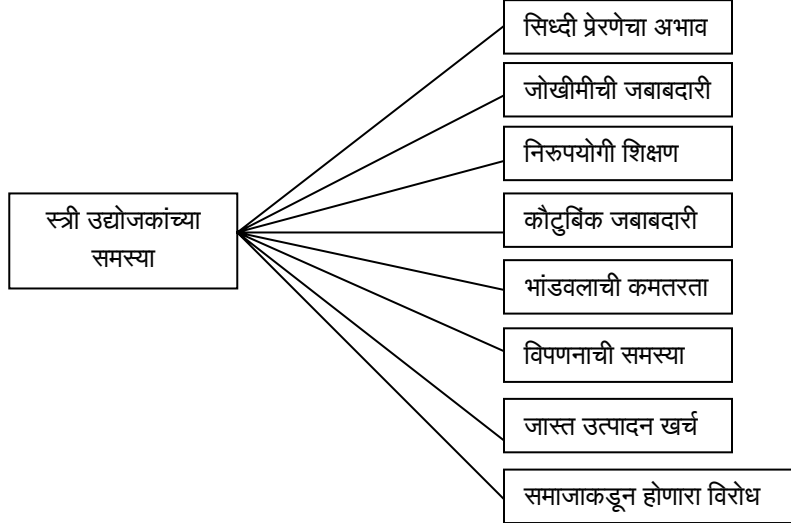 सिध्दी प्रेरणेचा अभाव
जोखीमीची जबाबदारी
निरुपयोगी शिक्षण
स्त्री उद्योजकांच्या
समस्या
कौटुबिंक जबाबदारी
भांडवलाची कमतरता
विपणनाची समस्या
जास्त उत्पादन खर्च
समाजाकडून होणारा विरोध